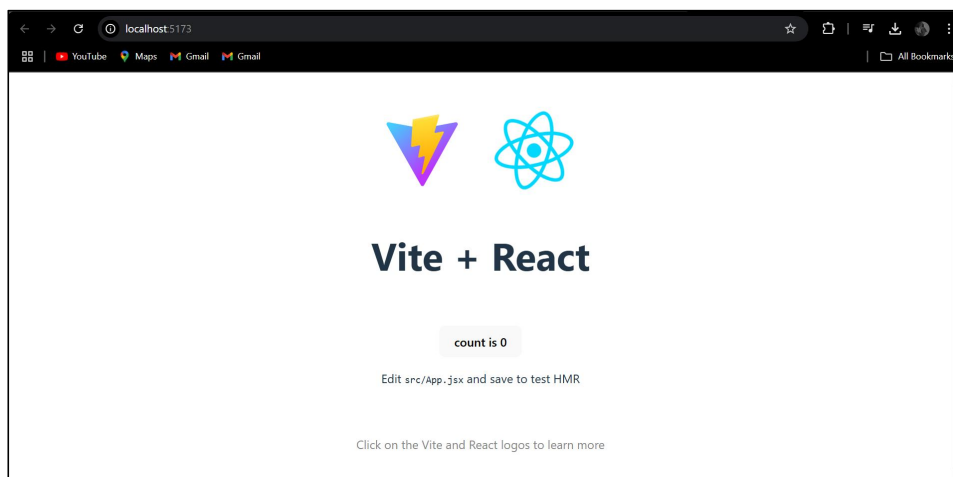 localhost:5173
YouTube Maps Gmail Gmail All Bookmarks
Vite + React
count is 0
Edit src/App.jsx and save to test HMR
Click on the Vite and React logos to learn more